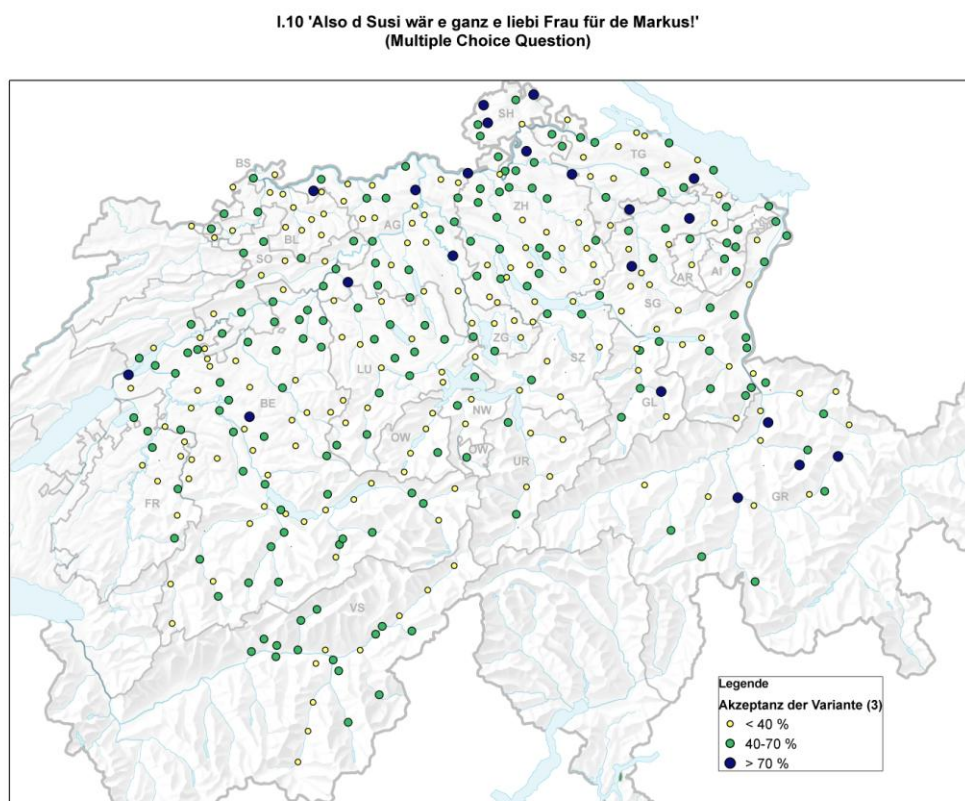 I.10 'Also d Susi wär e ganz e liebi Frau für de Markus!'
(Multiple Choice Question)
SH
BS
TG
ZH
AG
BL
SO
AR
AI
SG
ZG
LU
SZ
BE
NW
GL
OW
OW
UR
FR
GR
VS
Legende
Akzeptanz der Variante (3)
< 40 %
40-70 %
> 70 %